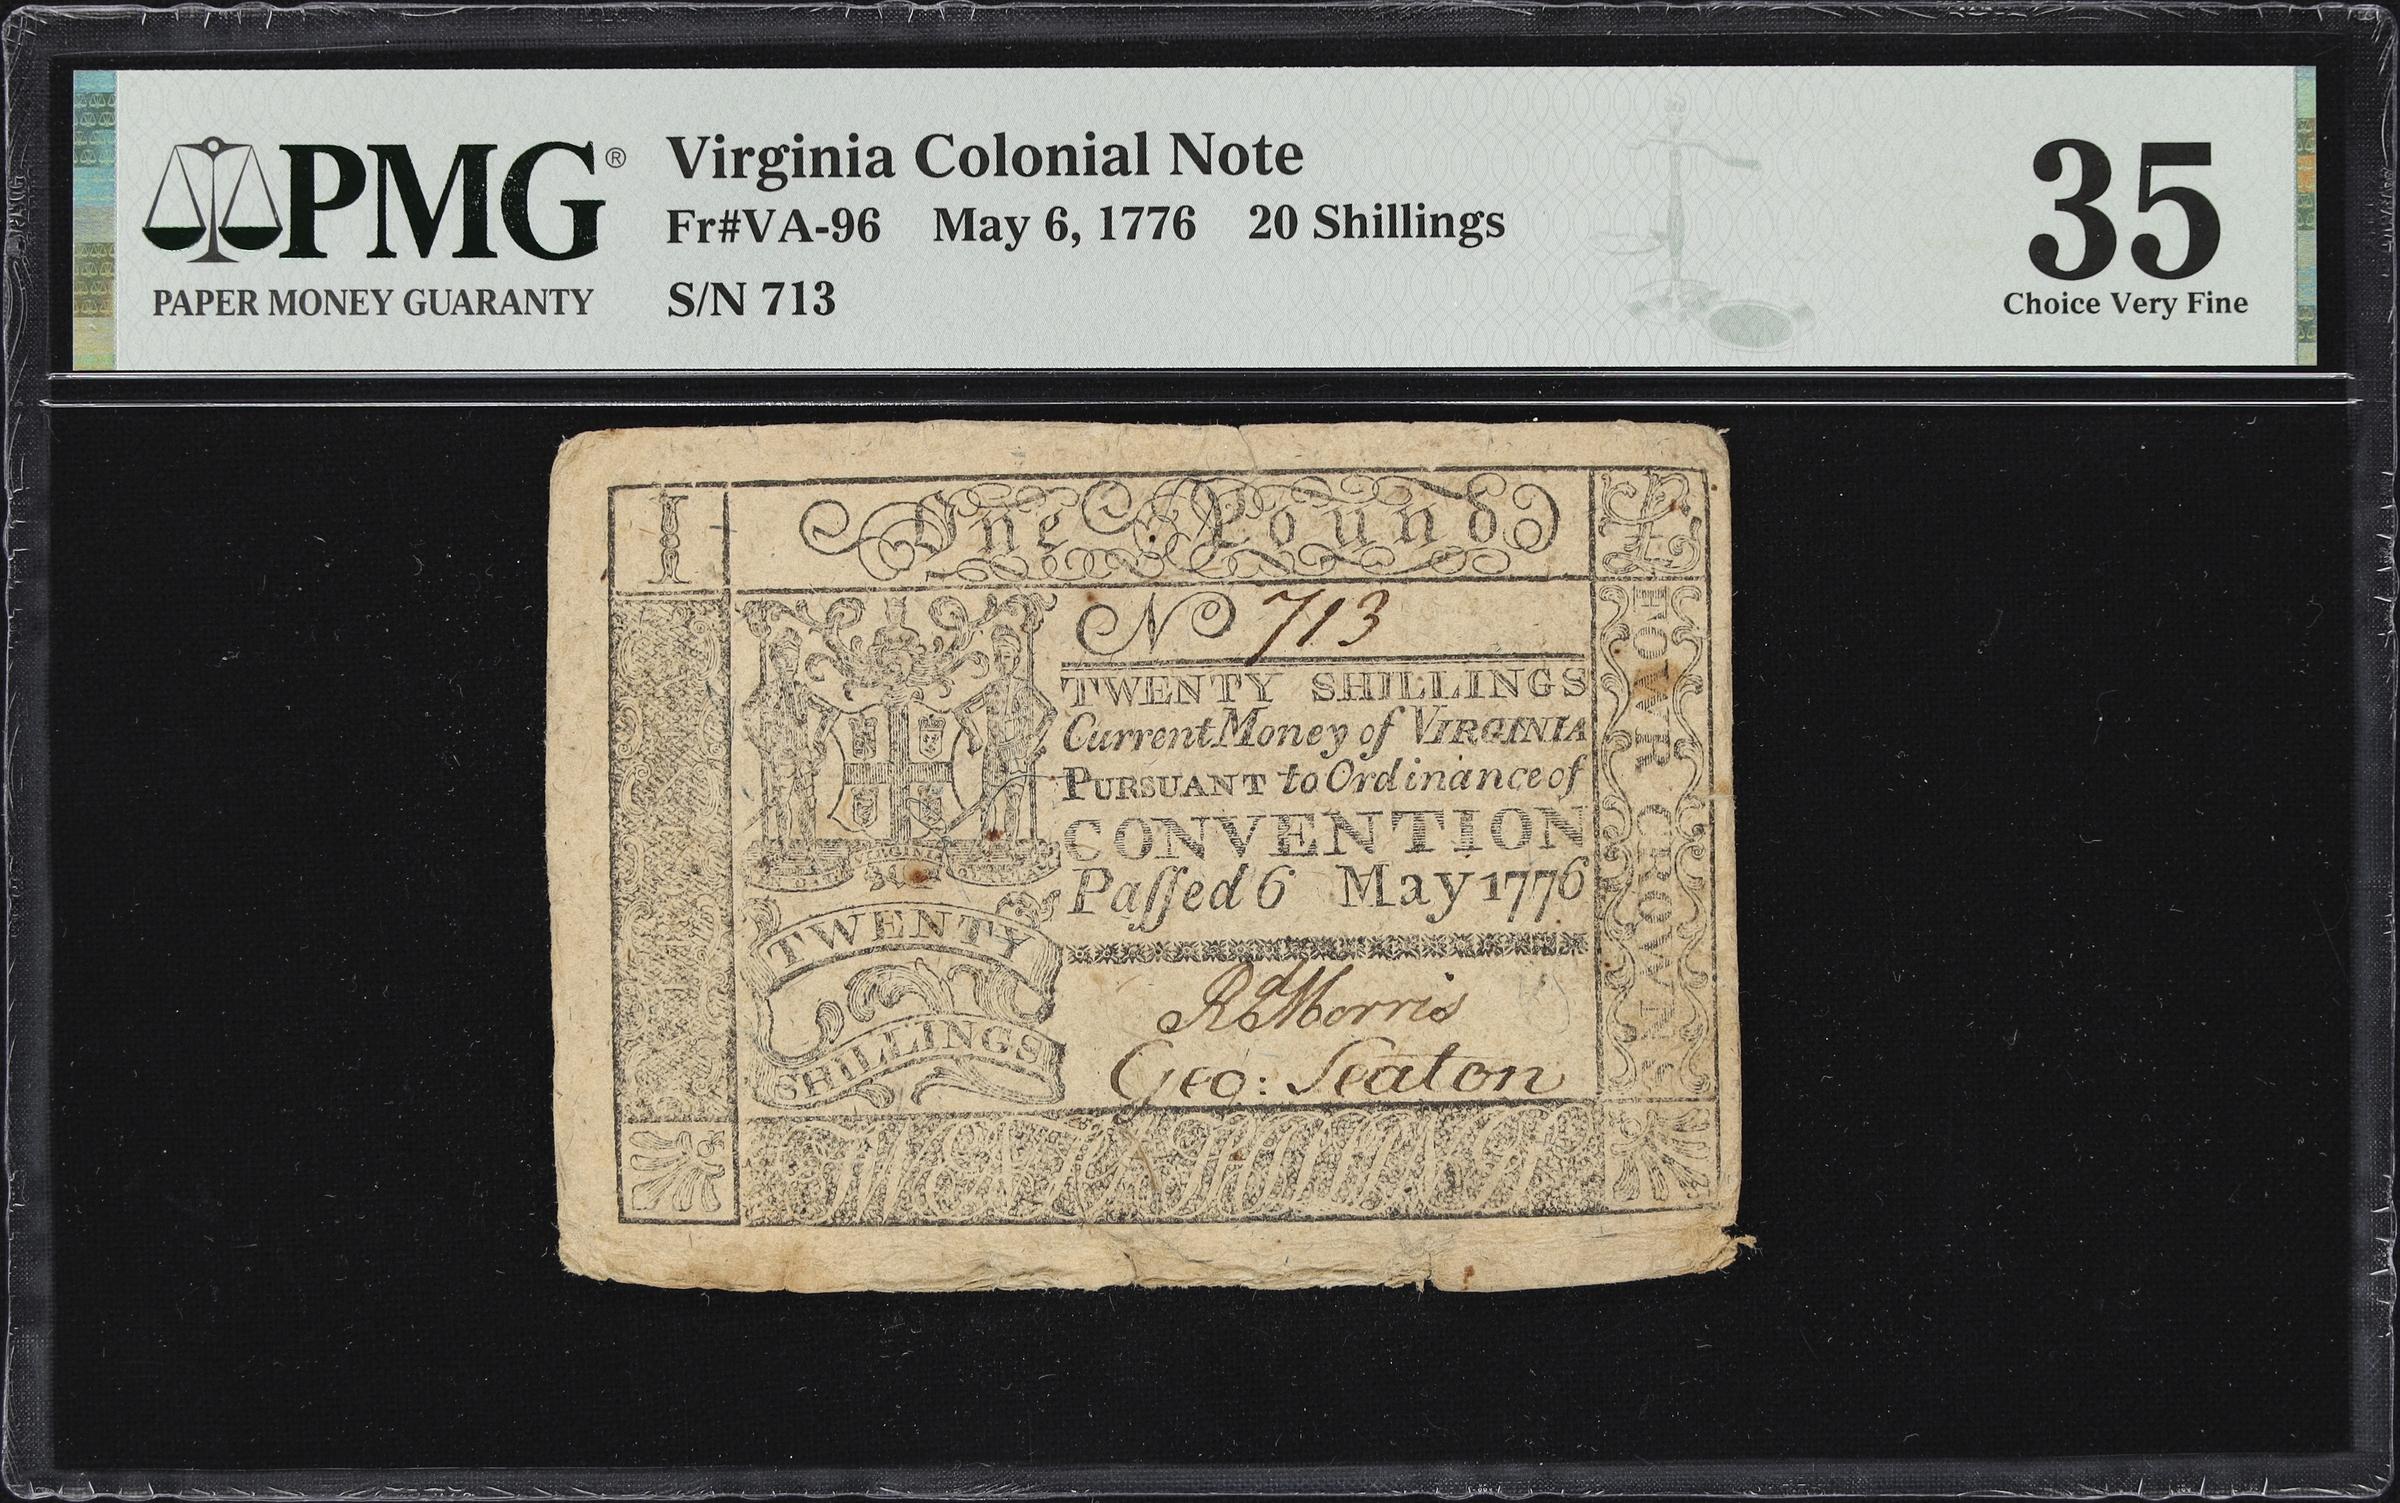 PMG®
PAPER MONEY GUARANTY
Virginia Colonial Note
Fr#VA-96 May 6, 1776 20 Shillings
S/N 713
35
Choice Very Fine
I
One Pound
£
No 713
TWENTY SHILLINGS
Current Money of VIRGINIA
PURSUANT to Ordinance of
CONVENTION
Paſſed 6 May 1776
TWENTY
SHILLINGS
Rd Morris
Geo: Seaton